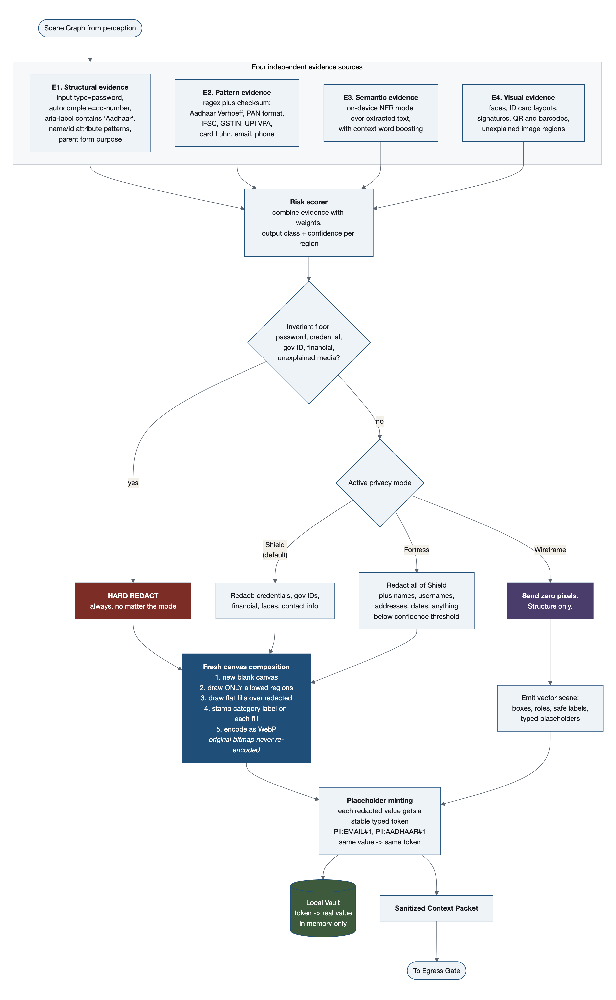 Scene Graph from perception
Four independent evidence sources
E1. Structural evidence
input type=password,
autocomplete=cc-number,
aria-label contains 'Aadhaar',
name/id attribute patterns,
parent form purpose
E2. Pattern evidence
regex plus checksum:
Aadhaar Verhoeff, PAN format,
IFSC, GSTIN, UPI VPA,
card Luhn, email, phone
E3. Semantic evidence
on-device NER model
over extracted text,
with context word boosting
E4. Visual evidence
faces, ID card layouts,
signatures, QR and barcodes,
unexplained image regions
Risk scorer
combine evidence with
weights,
output class + confidence per
region
Invariant floor:
password, credential,
gov ID, financial,
unexplained media?
no
yes
Active privacy mode
Shield
(default)
Fortress
Wireframe
HARD REDACT
always, no matter the mode
Redact: credentials, gov IDs,
financial, faces, contact info
Redact all of Shield
plus names, usernames,
addresses, dates, anything
below confidence threshold
Send zero pixels.
Structure only.
Fresh canvas composition
1. new blank canvas
2. draw ONLY allowed regions
3. draw flat fills over redacted
4. stamp category label on
each fill
5. encode as WebP
original bitmap never re-
encoded
Emit vector scene:
boxes, roles, safe labels,
typed placeholders
Placeholder minting
each redacted value gets a
stable typed token
PII:EMAIL#1, PII:AADHAAR#1
same value -> same token
Local Vault
token -> real value
in memory only
Sanitized Context Packet
To Egress Gate